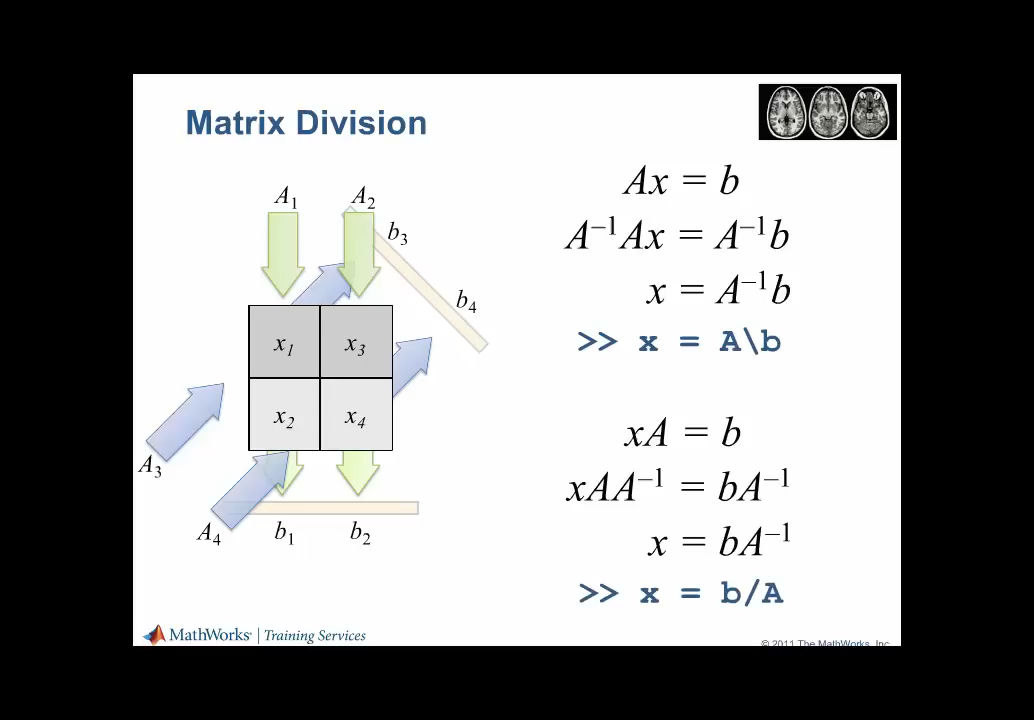 Matrix Division
A1
A2
b3
b4
x1
x3
x2
x4
A3
A4
b1
b2
Ax = b
A–1Ax = A–1b
x = A–1b
>> x = A\b
xA = b
xAA–1 = bA–1
x = bA–1
>> x = b/A
MathWorks® | Training Services
© 2011 The MathWorks, Inc